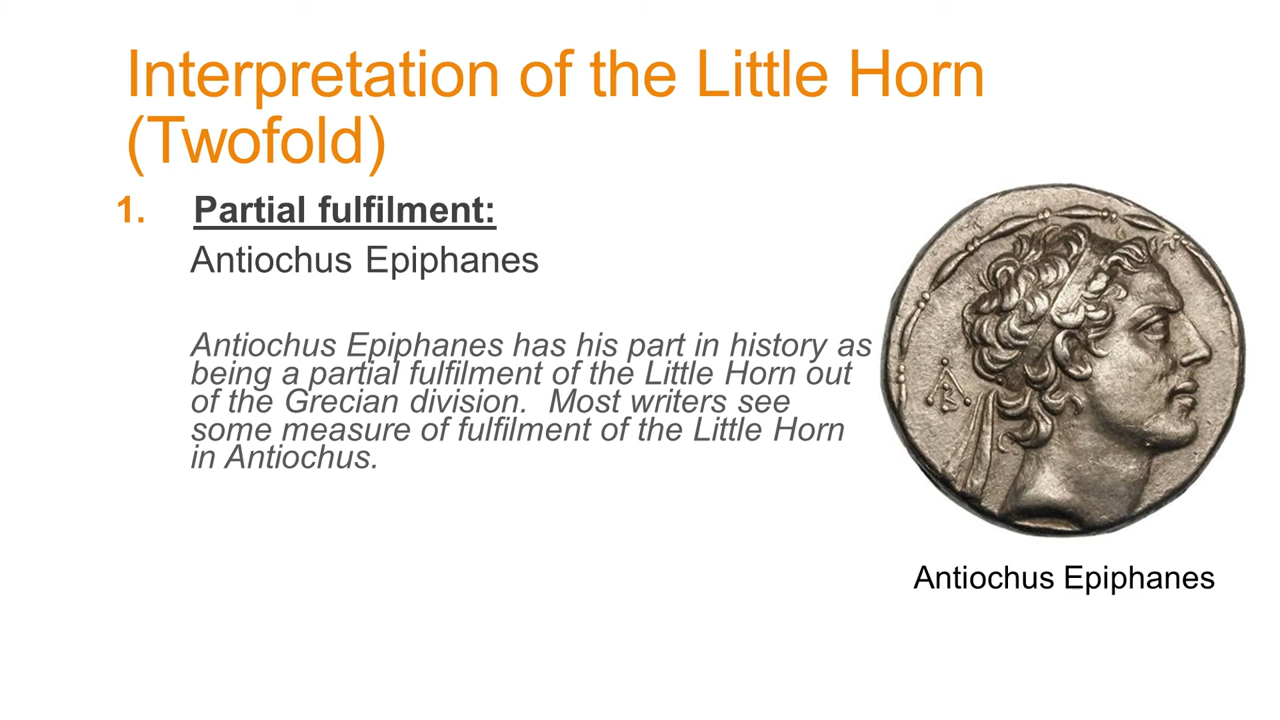 Interpretation of the Little Horn
(Twofold)
1. Partial fulfilment:
Antiochus Epiphanes
Antiochus Epiphanes has his part in history as
being a partial fulfilment of the Little Horn out
of the Grecian division.  Most writers see
some measure of fulfilment of the Little Horn
in Antiochus.
Antiochus Epiphanes